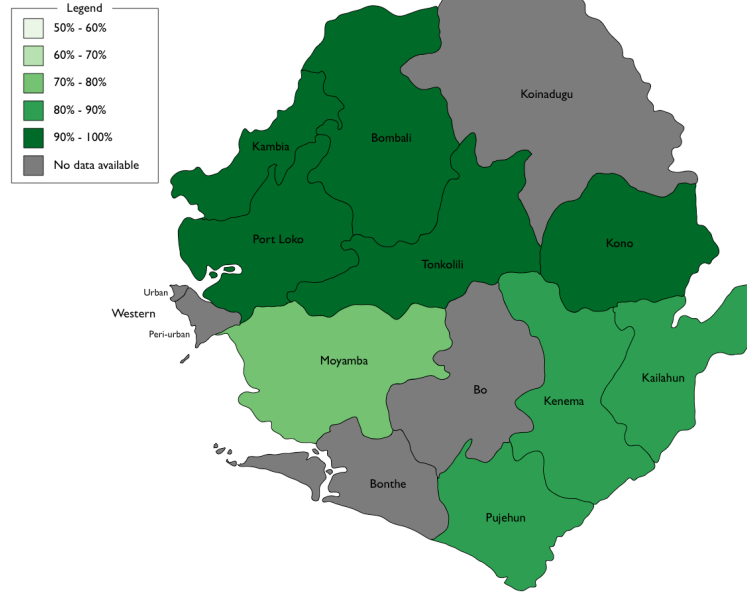 Legend
50% - 60%
60% - 70%
70% - 80%
80% - 90%
90% - 100%
No data available
Koinadugu
Bombali
Kambia
Port Loko
Kono
Tonkolili
Urban
Western
Peri-urban
Moyamba
Kailahun
Bo
Kenema
Bonthe
Pujehun